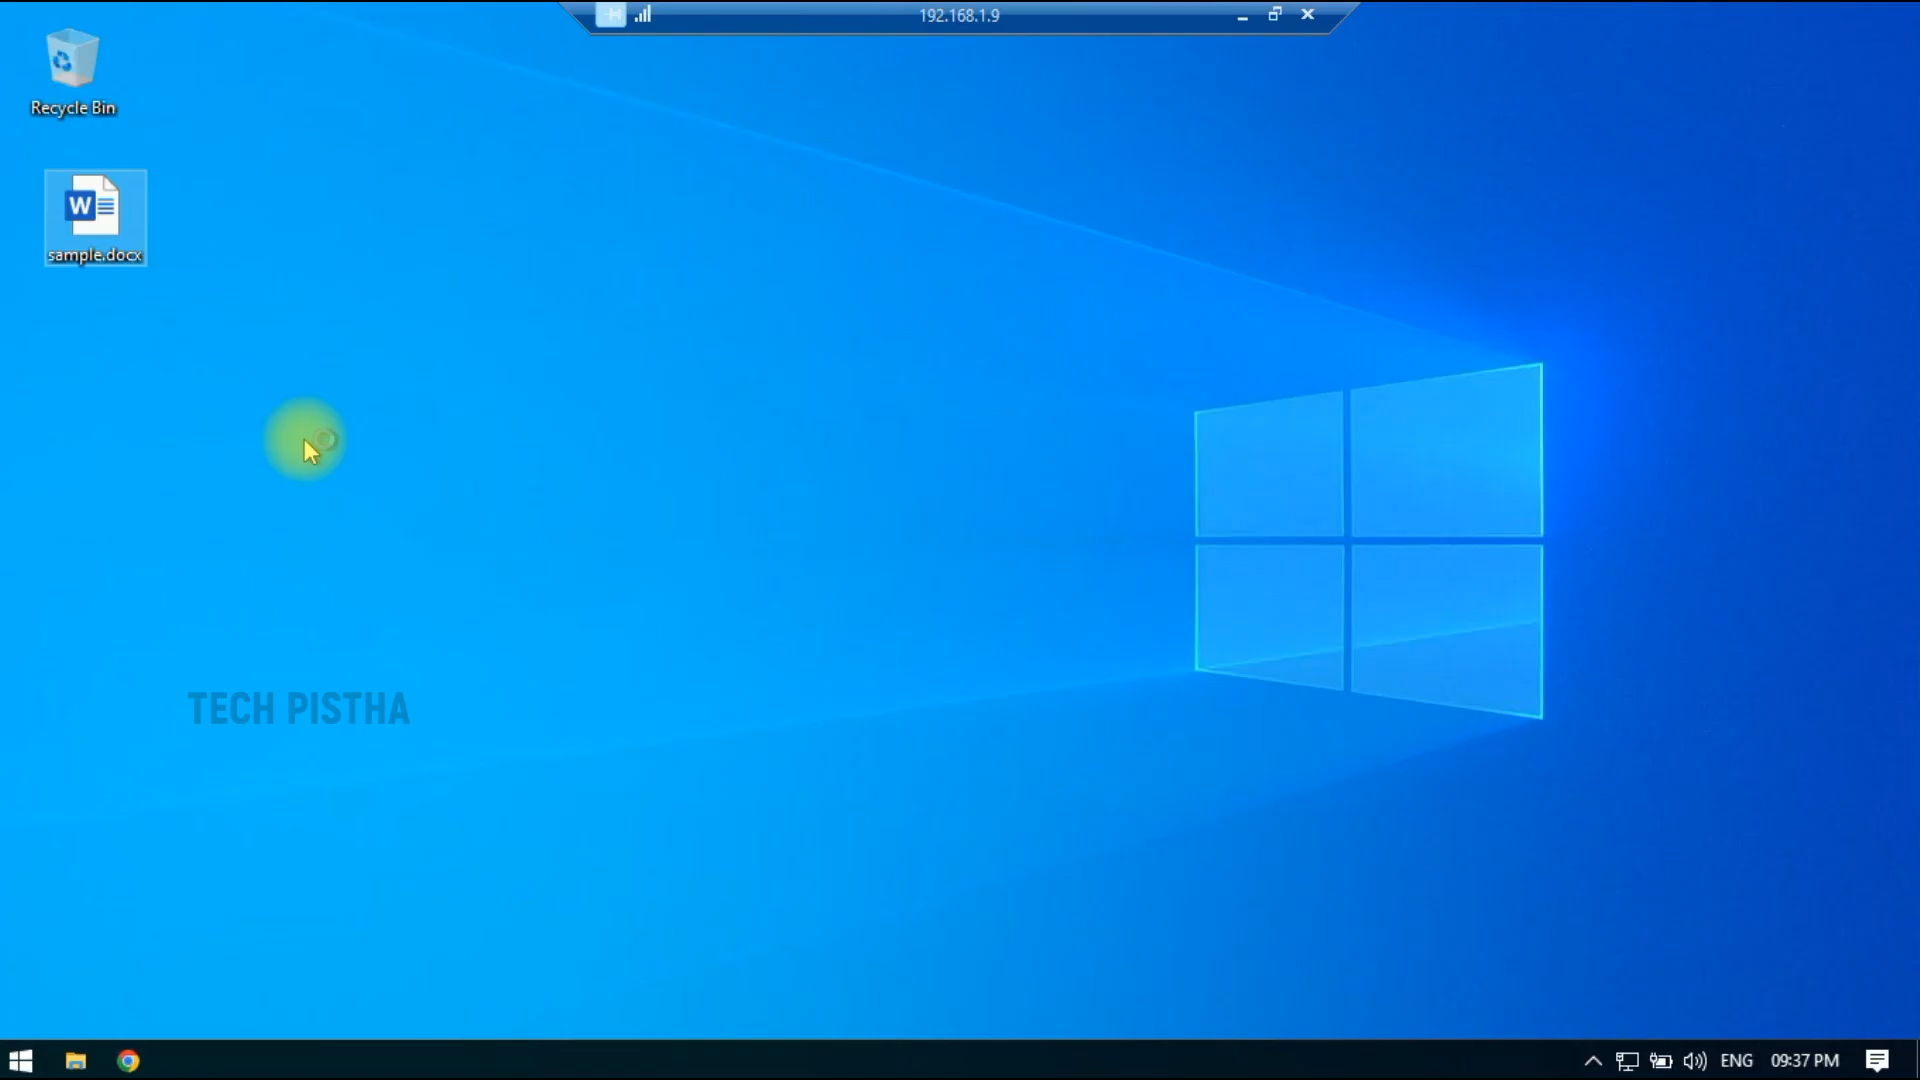 192.168.1.9
Recycle Bin
W
sample.docx
TECH PISTHA
ENG 09:37 PM